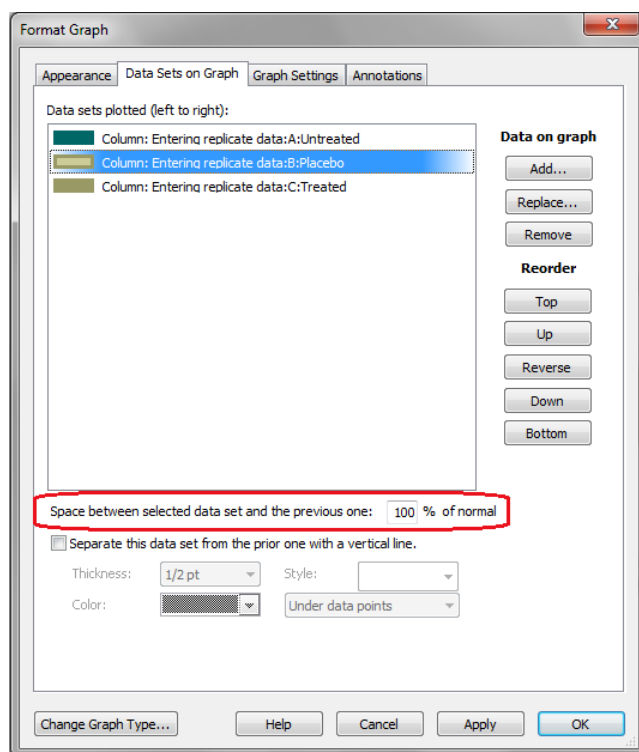 Format Graph
Appearance Data Sets on Graph Graph Settings Annotations
Data sets plotted (left to right):
Column: Entering replicate data:A:Untreated
Column: Entering replicate data:B:Placebo
Column: Entering replicate data:C:Treated
Data on graph
Add...
Replace...
Remove
Reorder
Top
Up
Reverse
Down
Bottom
Space between selected data set and the previous one: 100 % of normal
Separate this data set from the prior one with a vertical line.
Thickness: 1/2 pt Style:
Color: Under data points
Change Graph Type... Help Cancel Apply OK